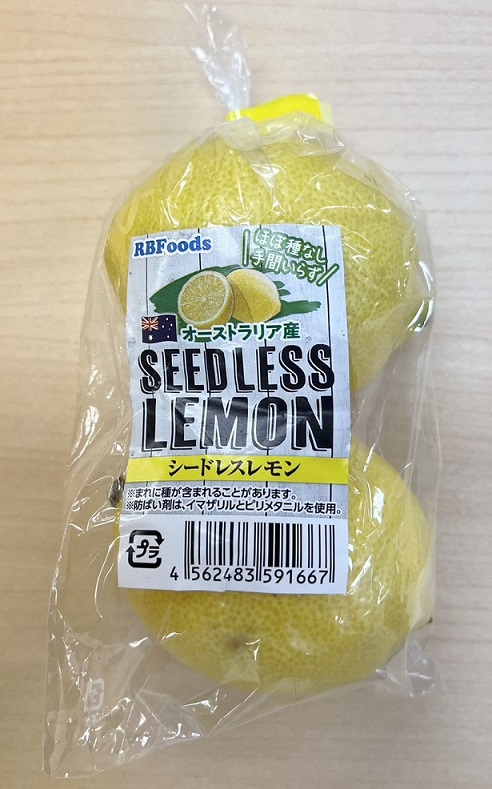 RBFoods
ほぼ種なし
手間いらず
オーストラリア産
SEEDLESS
LEMON
シードレスレモン
※まれに種が含まれることがあります。
※防ばい剤は、イマザリルとピリメタニルを使用。
プラ
4 562483 591667